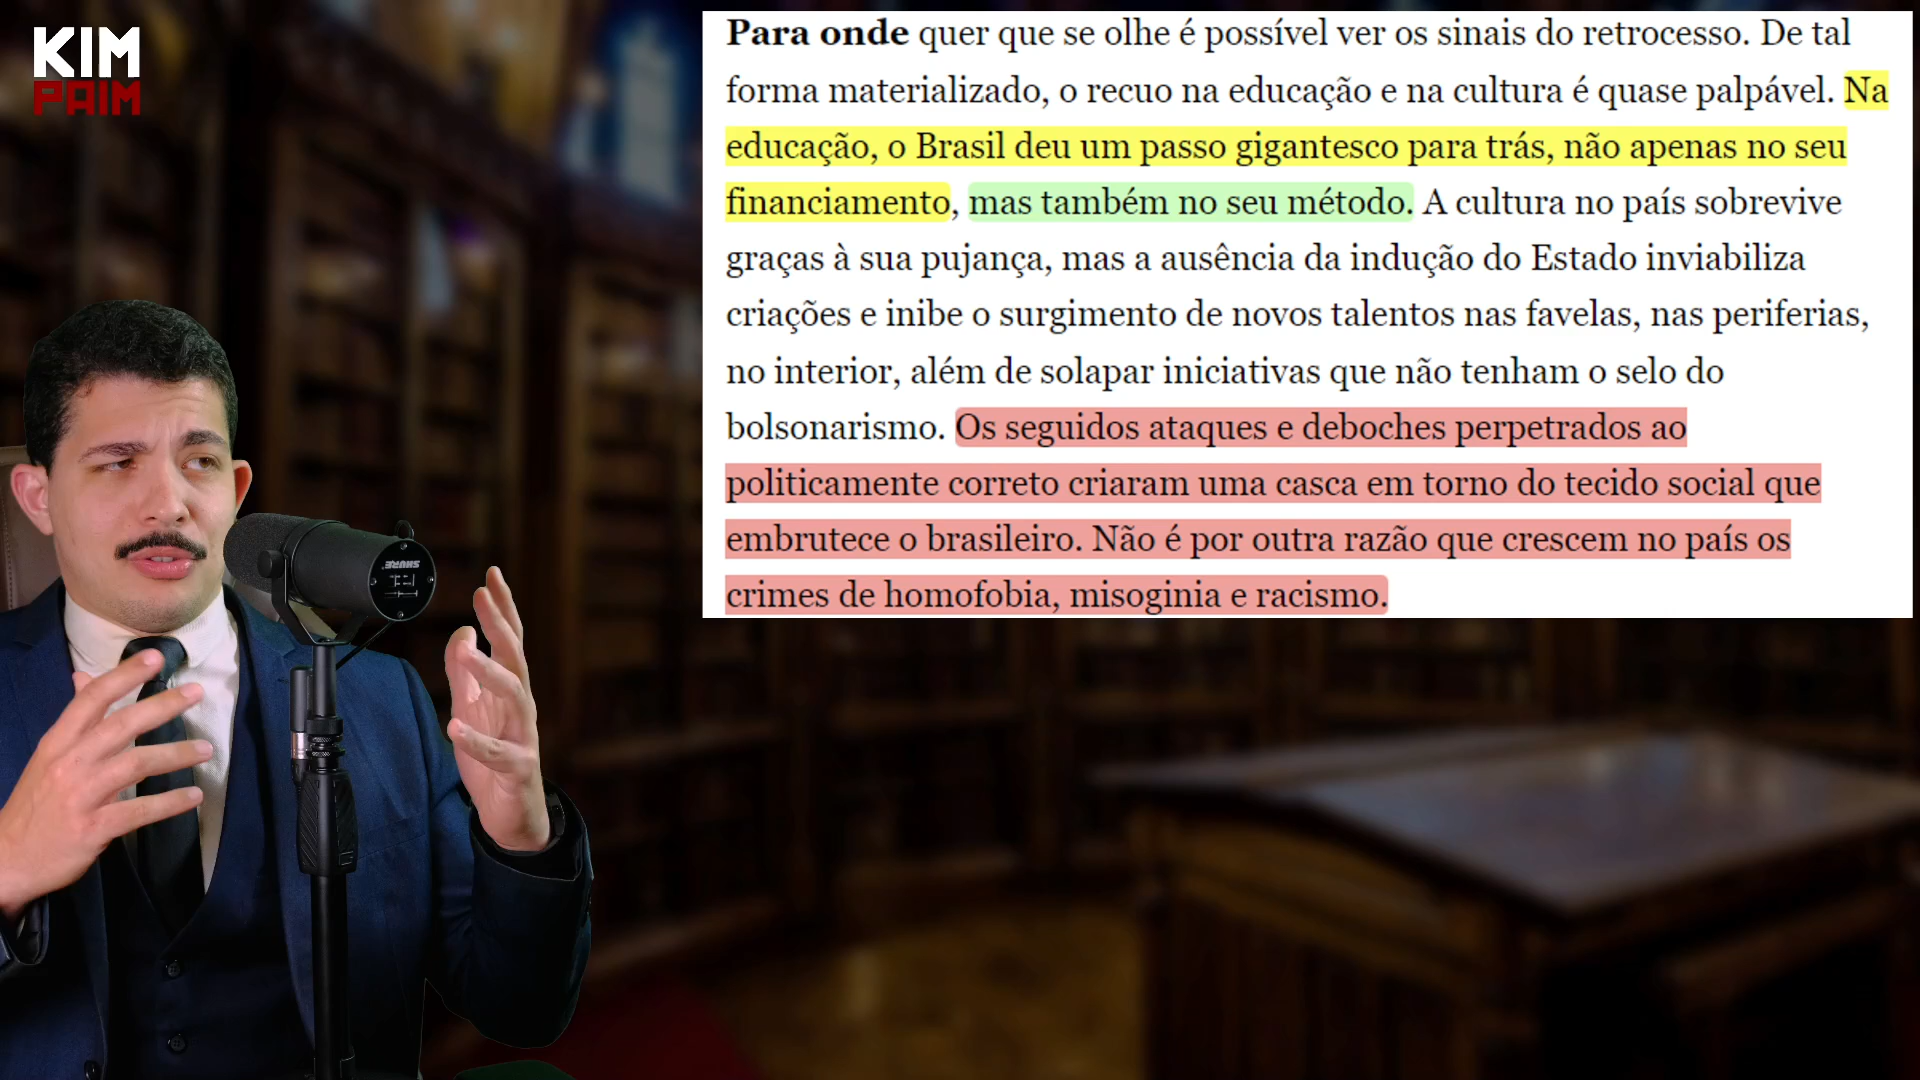 KIM
PAIM
Para onde quer que se olhe é possível ver os sinais do retrocesso. De tal
forma materializado, o recuo na educação e na cultura é quase palpável. Na
educação, o Brasil deu um passo gigantesco para trás, não apenas no seu
financiamento, mas também no seu método. A cultura no país sobrevive
graças à sua pujança, mas a ausência da indução do Estado inviabiliza
criações e inibe o surgimento de novos talentos nas favelas, nas periferias,
no interior, além de solapar iniciativas que não tenham o selo do
bolsonarismo. Os seguidos ataques e deboches perpetrados ao
politicamente correto criaram uma casca em torno do tecido social que
embrutece o brasileiro. Não é por outra razão que crescem no país os
crimes de homofobia, misoginia e racismo.
SHURE